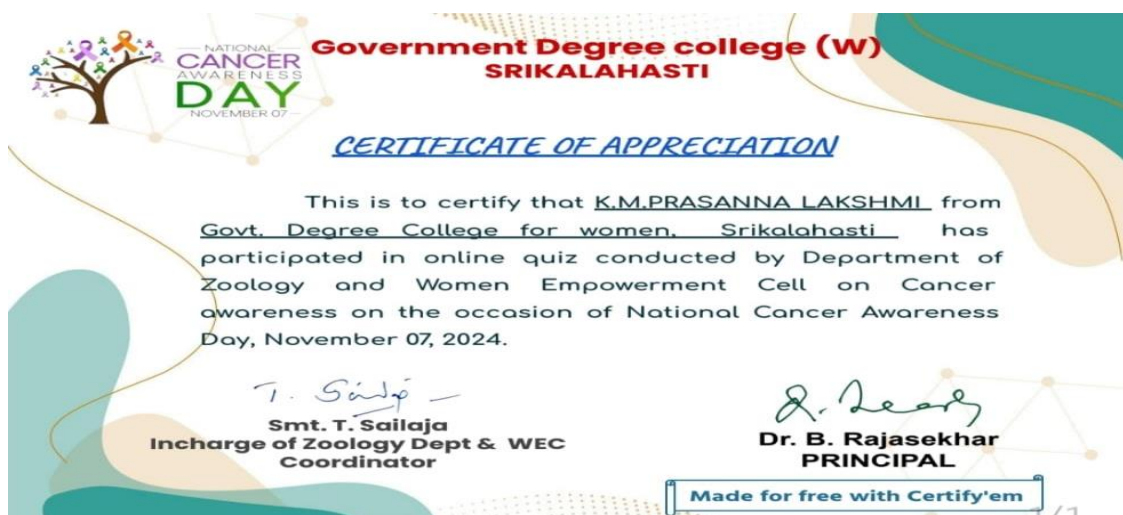 NATIONAL
CANCER
AWARENESS
DAY
NOVEMBER 07
Government Degree college (W)
SRIKALAHASTI
CERTIFICATE OF APPRECIATION
This is to certify that K.M.PRASANNA LAKSHMI from
Govt. Degree College for women, Srikalahasti has
participated in online quiz conducted by Department of
Zoology and Women Empowerment Cell on Cancer
awareness on the occasion of National Cancer Awareness
Day, November 07, 2024.
Smt. T. Sailaja
Incharge of Zoology Dept & WEC
Coordinator
Dr. B. Rajasekhar
PRINCIPAL
Made for free with Certify'em
1/1